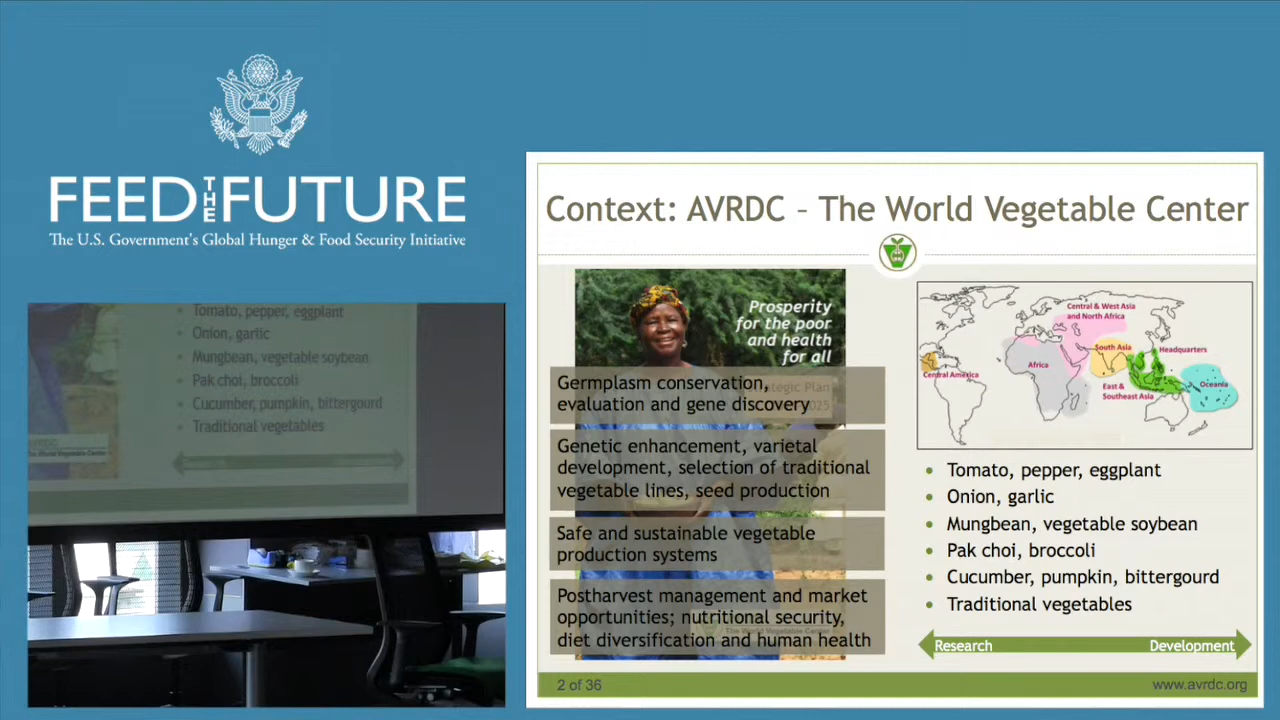 FEED THE FUTURE
The U.S. Government's Global Hunger & Food Security Initiative
Tomato, pepper, eggplant
Onion, garlic
Mungbean, vegetable soybean
Pak choi, broccoli
Cucumber, pumpkin, bittergourd
Traditional vegetables
AVRDC
The World Vegetable Center
Context: AVRDC – The World Vegetable Center
Prosperity
for the poor
and health
for all
Germplasm conservation,
evaluation and gene discovery
Genetic enhancement, varietal
development, selection of traditional
vegetable lines, seed production
Safe and sustainable vegetable
production systems
Postharvest management and market
opportunities; nutritional security,
diet diversification and human health
Central & West Asia
and North Africa
South Asia
Headquarters
Africa
Central America
East &
Southeast Asia
Oceania
Tomato, pepper, eggplant
Onion, garlic
Mungbean, vegetable soybean
Pak choi, broccoli
Cucumber, pumpkin, bittergourd
Traditional vegetables
Research Development
2 of 36
www.avrdc.org